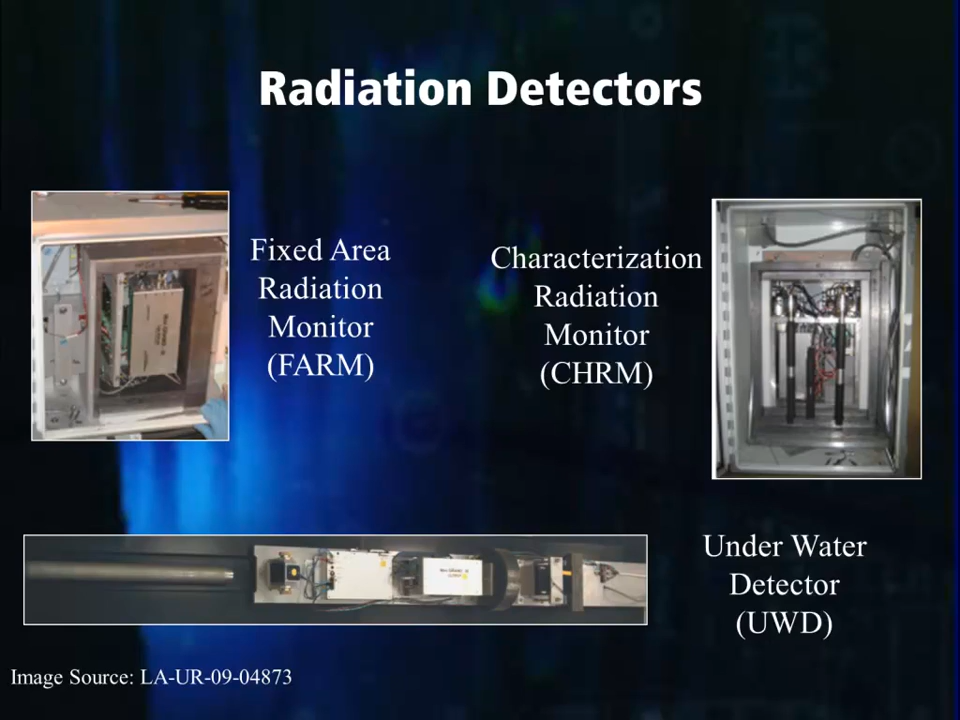 Radiation Detectors
Fixed Area
Radiation
Monitor
(FARM)
Characterization
Radiation
Monitor
(CHRM)
Under Water
Detector
(UWD)
Image Source: LA-UR-09-04873